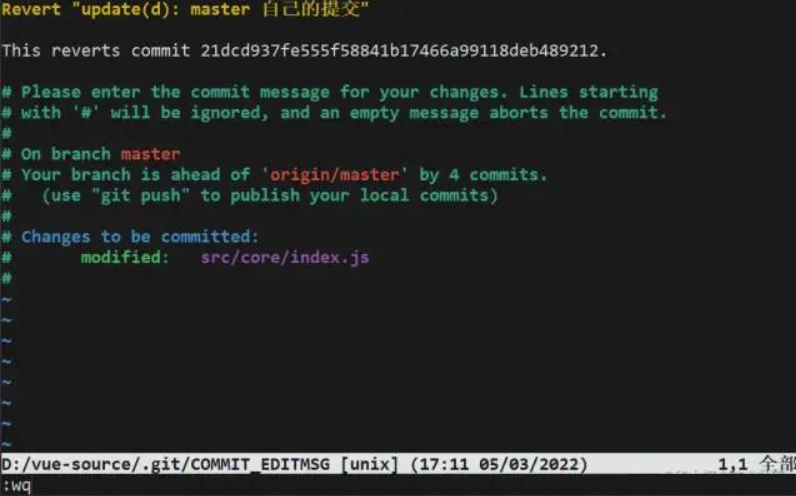 Revert "update(d): master 自己的提交"
This reverts commit 21dcd937fe555f58841b17466a99118deb489212.
# Please enter the commit message for your changes. Lines starting
# with '#' will be ignored, and an empty message aborts the commit.
#
# On branch master
# Your branch is ahead of 'origin/master' by 4 commits.
#   (use "git push" to publish your local commits)
#
# Changes to be committed:
#       modified:   src/core/index.js
#
~
~
~
~
~
~
~
~
D:/vue-source/.git/COMMIT_EDITMSG [unix] (17:11 05/03/2022) 1,1 全部
:wq